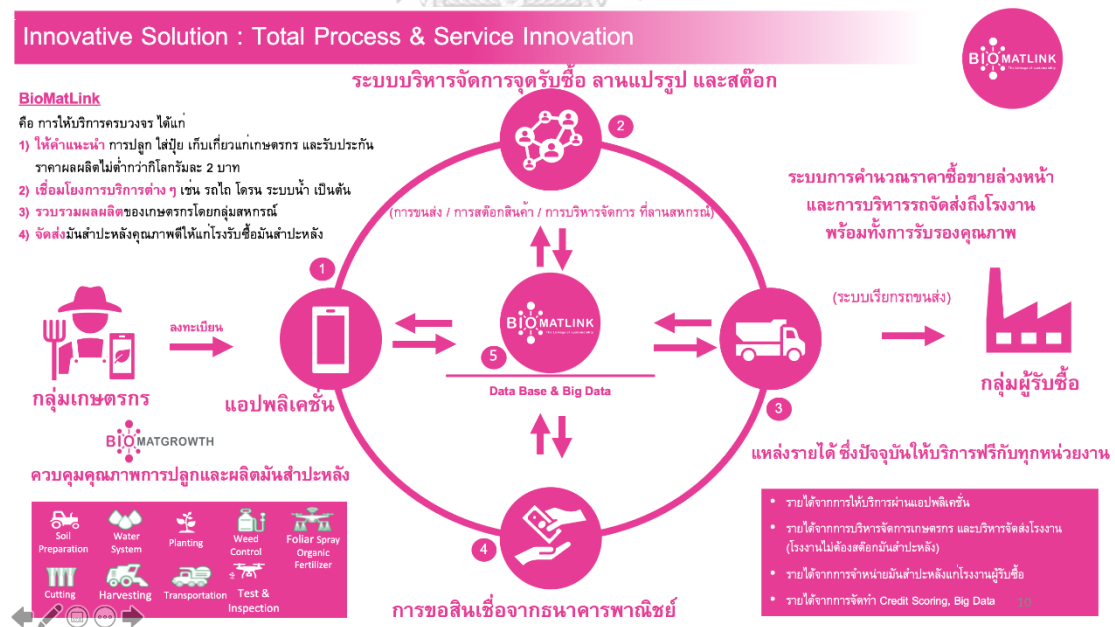 Innovative Solution : Total Process & Service Innovation
BIOMATLINK
ระบบบริหารจัดการจุดรับซื้อ ลานแปรรูป และสต๊อก
BioMatLink
คือ การให้บริการครบวงจร ได้แก่
1) ให้คำแนะนำ การปลูก ใส่ปุ๋ย เก็บเกี่ยวแก่เกษตรกร และรับประกัน
ราคาผลผลิตไม่ต่ำกว่ากิโลกรัมละ 2 บาท
2) เชื่อมโยงการบริการต่าง ๆ เช่น รถไถ โดรน ระบบน้ำ เป็นต้น
3) รวบรวมผลผลิตของเกษตรกรโดยกลุ่มสหกรณ์
4) จัดส่งมันสำปะหลังคุณภาพดีให้แก่โรงรับซื้อมันสำปะหลัง
2
(การขนส่ง / การสต๊อกสินค้า / การบริหารจัดการ ที่ลานสหกรณ์)
ระบบการคำนวณราคาซื้อขายล่วงหน้า
และการบริหารรถจัดส่งถึงโรงงาน
พร้อมทั้งการรับรองคุณภาพ
1
ลงทะเบียน
กลุ่มเกษตรกร
แอปพลิเคชั่น
BIOMATLINK
5
Data Base & Big Data
(ระบบเรียกรถขนส่ง)
กลุ่มผู้รับซื้อ
3
BIOMATGROWTH
ควบคุมคุณภาพการปลูกและผลิตมันสำปะหลัง
Soil Preparation
Water System
Planting
Weed Control
Foliar Spray Organic Fertilizer
Cutting
Harvesting
Transportation
Test & Inspection
4
การขอสินเชื่อจากธนาคารพาณิชย์
แหล่งรายได้ ซึ่งปัจจุบันให้บริการฟรีกับทุกหน่วยงาน
• รายได้จากการให้บริการผ่านแอปพลิเคชั่น
• รายได้จากการบริหารจัดการเกษตรกร และบริหารจัดส่งโรงงาน
(โรงงานไม่ต้องสต๊อกมันสำปะหลัง)
• รายได้จากการจำหน่ายมันสำปะหลังแก่โรงงานผู้รับซื้อ
• รายได้จากการจัดทำ Credit Scoring, Big Data
10